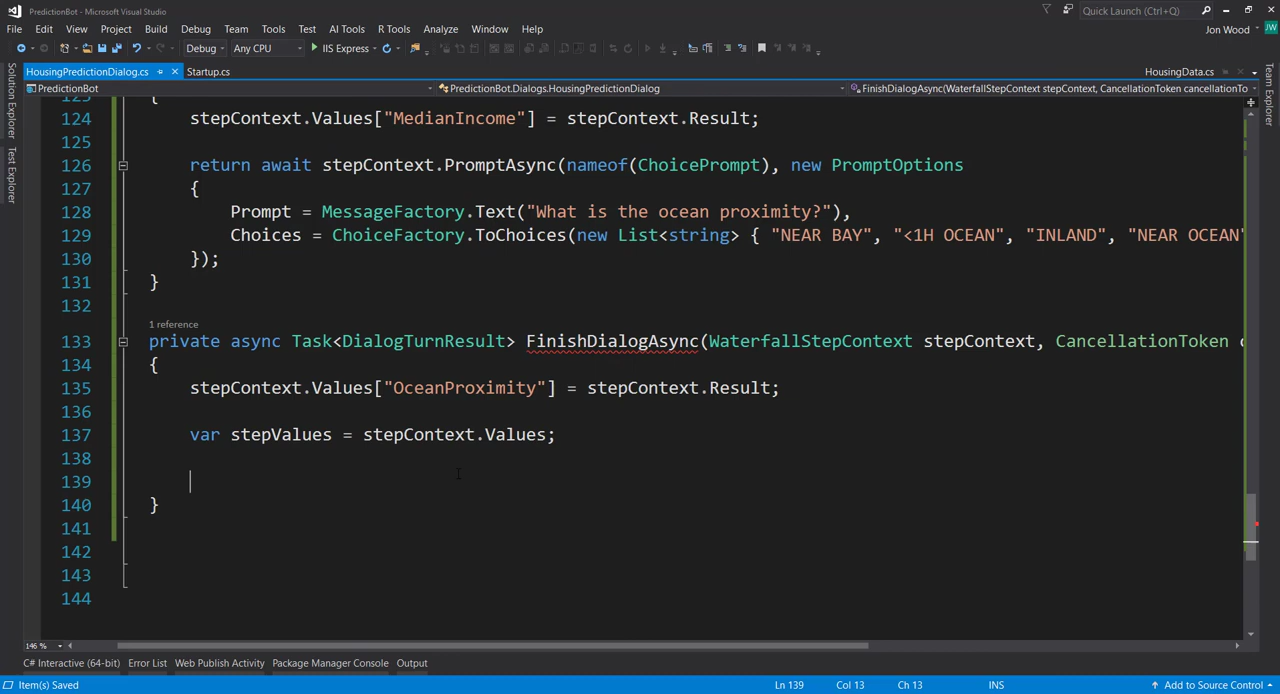 PredictionBot - Microsoft Visual Studio
Quick Launch (Ctrl+Q)
File Edit View Project Build Debug Team Tools Test AI Tools R Tools Analyze Window Help
Jon Wood JW
Debug Any CPU IIS Express
HousingPredictionDialog.cs Startup.cs HousingData.cs
PredictionBot PredictionBot.Dialogs.HousingPredictionDialog FinishDialogAsync(WaterfallStepContext stepContext, CancellationToken cancellationTo
Solution Explorer
Test Explorer
Team Explorer
123 {
124 stepContext.Values["MedianIncome"] = stepContext.Result;
125
126 return await stepContext.PromptAsync(nameof(ChoicePrompt), new PromptOptions
127 {
128 Prompt = MessageFactory.Text("What is the ocean proximity?"),
129 Choices = ChoiceFactory.ToChoices(new List<string> { "NEAR BAY", "<1H OCEAN", "INLAND", "NEAR OCEAN"
130 });
131 }
132
1 reference
133 private async Task<DialogTurnResult> FinishDialogAsync(WaterfallStepContext stepContext, CancellationToken c
134 {
135 stepContext.Values["OceanProximity"] = stepContext.Result;
136
137 var stepValues = stepContext.Values;
138
139
140 }
141
142
143
144
146 %
C# Interactive (64-bit) Error List Web Publish Activity Package Manager Console Output
Item(s) Saved Ln 139 Col 13 Ch 13 INS Add to Source Control